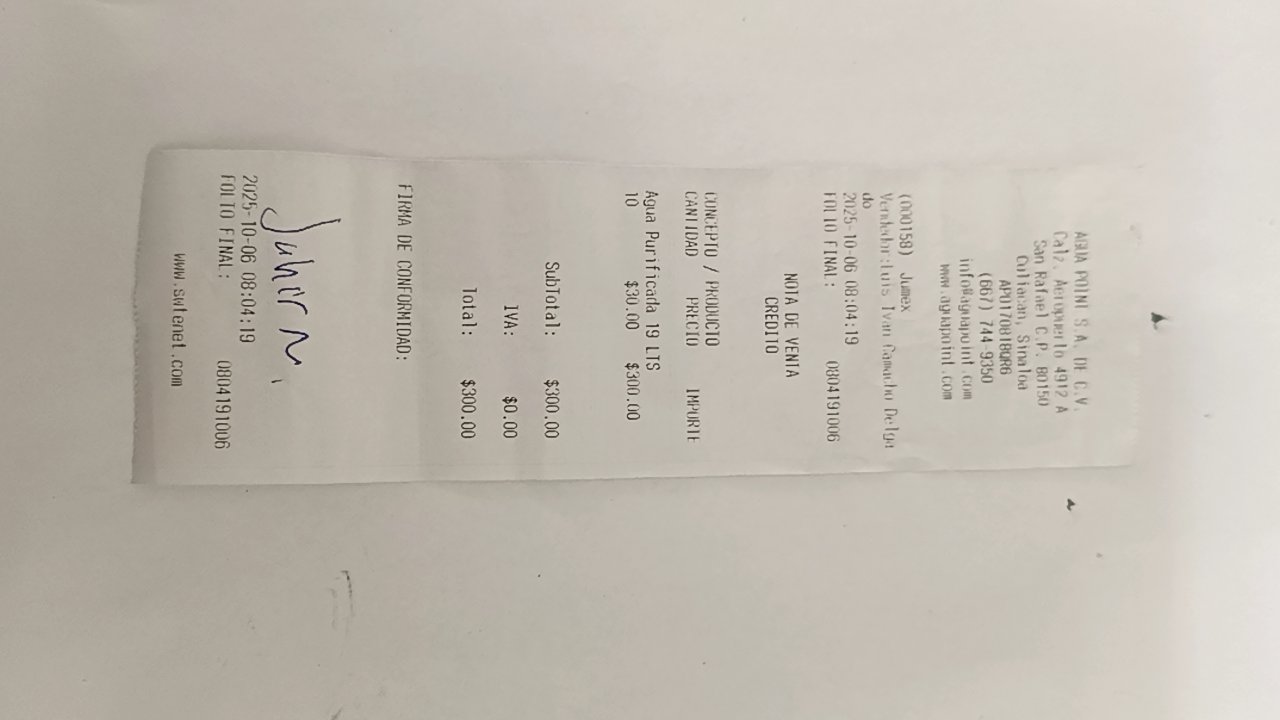 AGUA POINT S.A. DE C.V.
Calz. Aeropuerto 4912 A
San Rafael C.P. 80150
Culiacan, Sinaloa
APO170818QR6
(667) 744-9350
info@aguapoint.com
www.aguapoint.com
(000158) Jumex
Vendedor:Luis Ivan Camacho Delga
do
2025-10-06 08:04:19
FOLIO FINAL: 0804191006
NOTA DE VENTA
CREDITO
CONCEPTO / PRODUCTO
CANTIDAD PRECIO IMPORTE
Agua Purificada 19 LTS
10 $30.00 $300.00
SubTotal: $300.00
IVA: $0.00
Total: $300.00
FIRMA DE CONFORMIDAD:
2025-10-06 08:04:19
FOLIO FINAL: 0804191006
www.swtenet.com